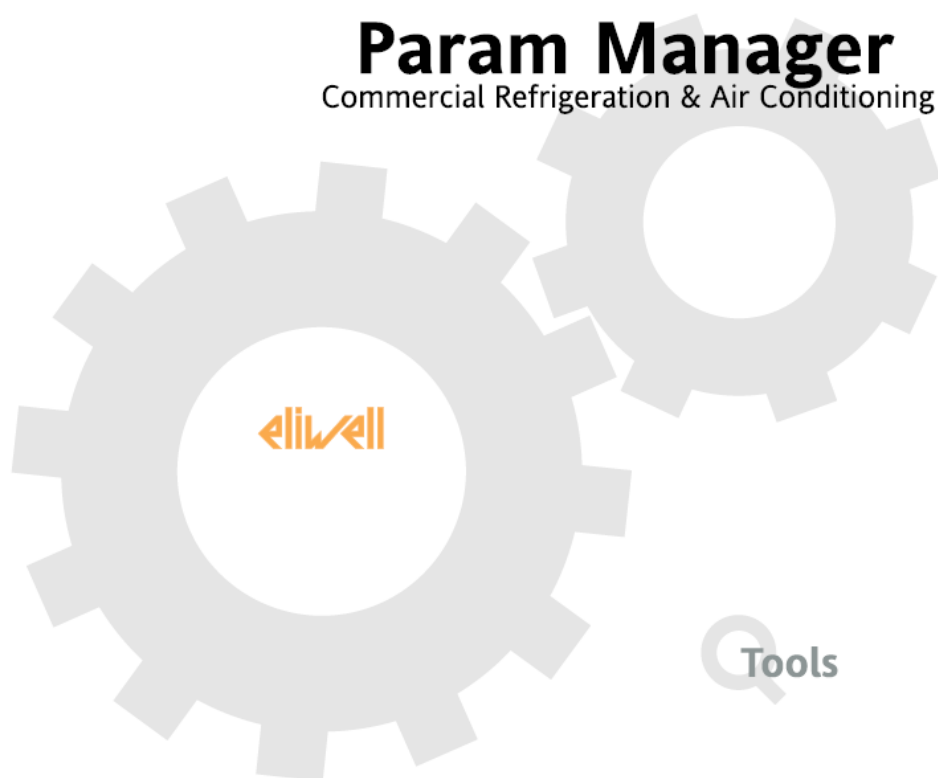 Param Manager
Commercial Refrigeration & Air Conditioning
eliwell
Tools